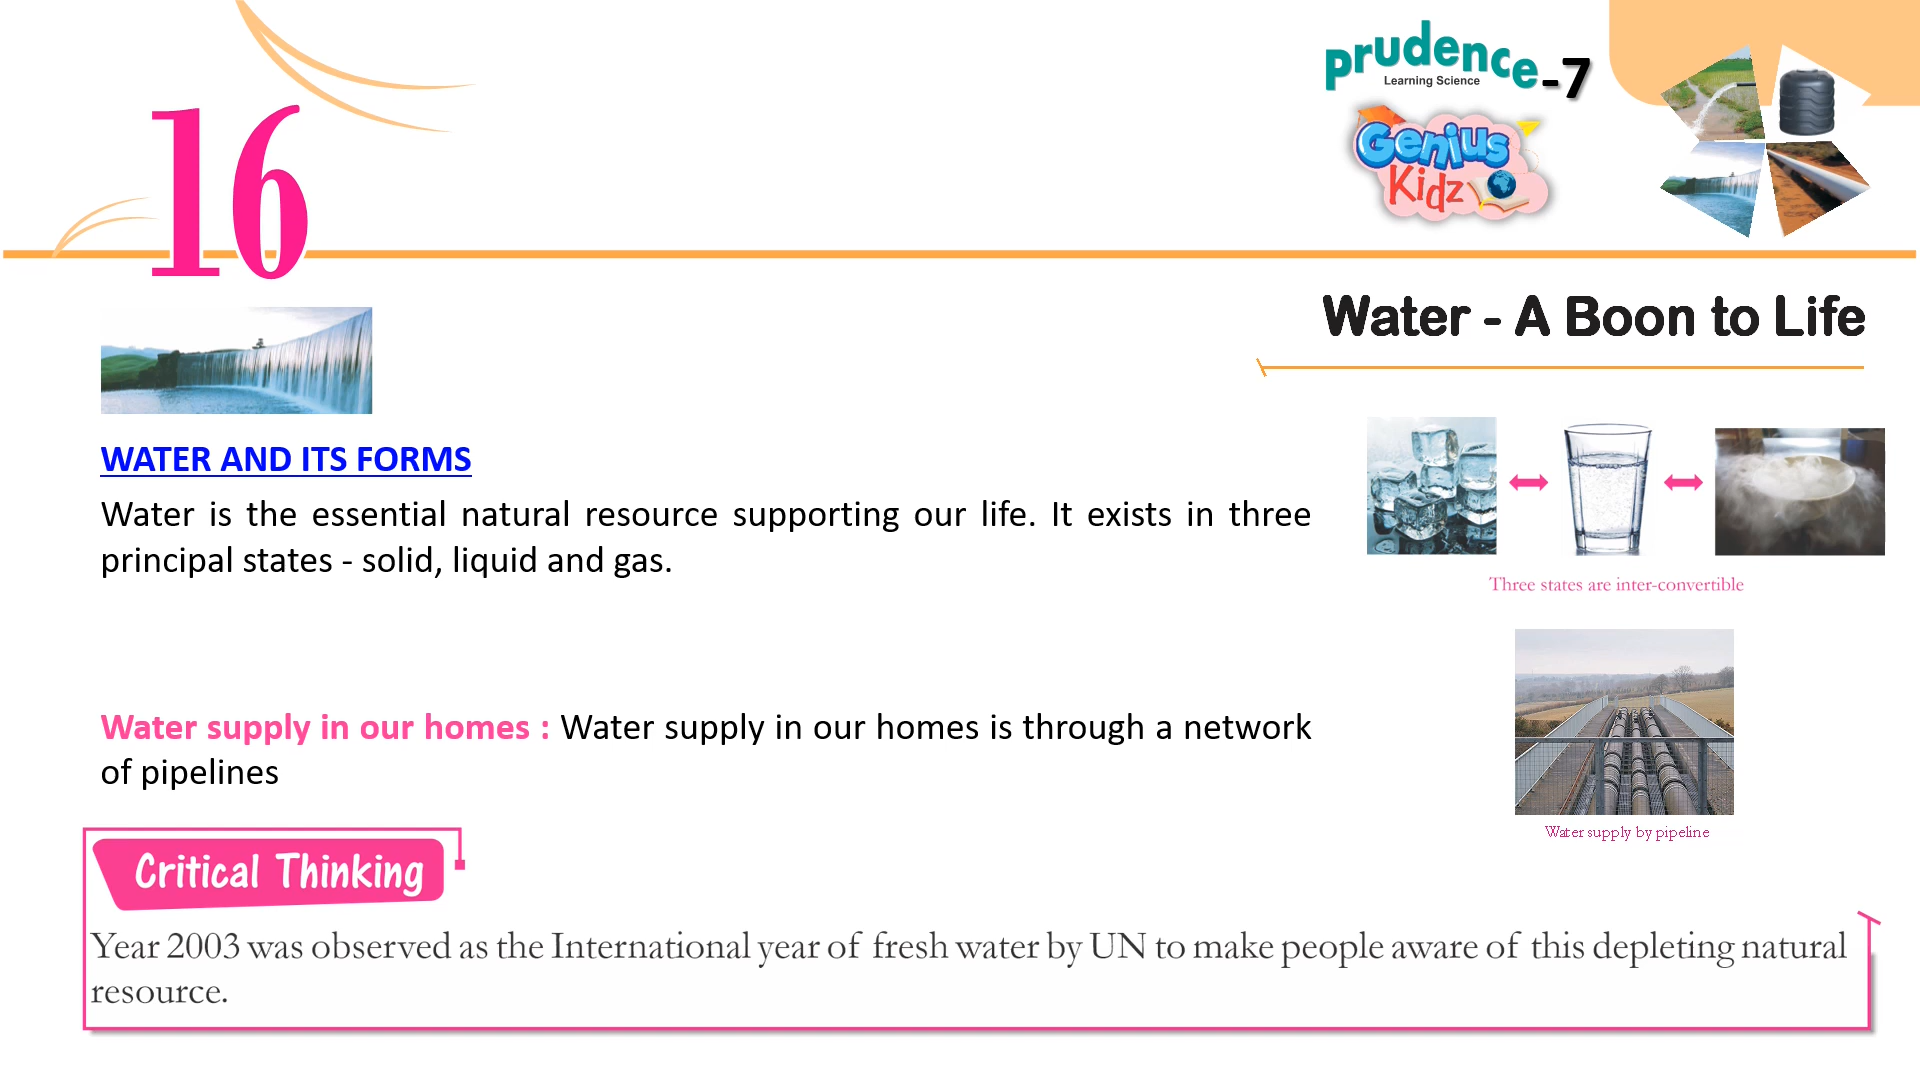 prudence-7
Learning Science
Genius
Kidz
16
Water - A Boon to Life
WATER AND ITS FORMS
Water is the essential natural resource supporting our life. It exists in three
principal states - solid, liquid and gas.
Three states are inter-convertible
Water supply in our homes : Water supply in our homes is through a network
of pipelines
Water supply by pipeline
Critical Thinking
Year 2003 was observed as the International year of fresh water by UN to make people aware of this depleting natural
resource.